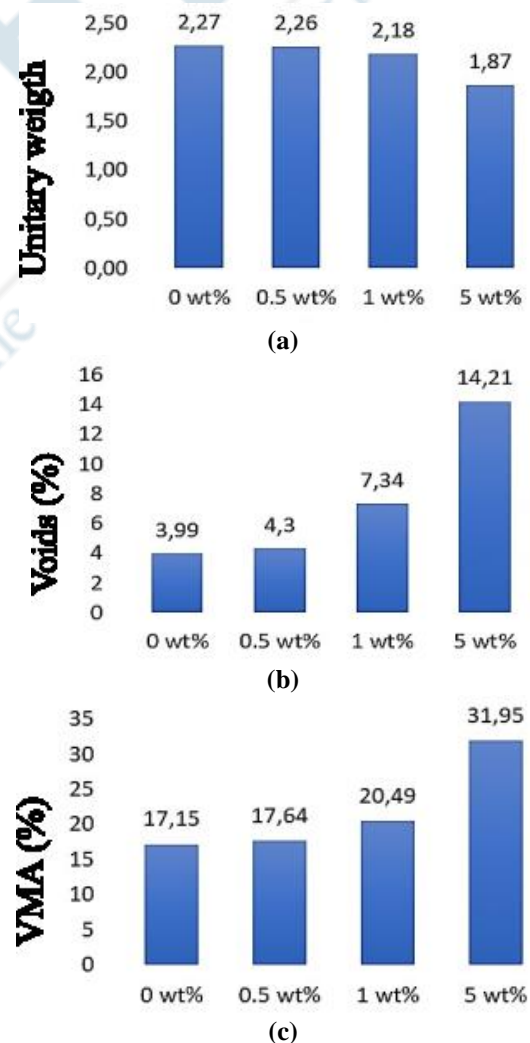 Unitary weigth
2,50
2,00
1,50
1,00
0,50
0,00
2,27
2,26
2,18
1,87
0 wt%
0.5 wt%
1 wt%
5 wt%
(a)
Voids (%)
16
14
12
10
8
6
4
2
0
3,99
4,3
7,34
14,21
0 wt%
0.5 wt%
1 wt%
5 wt%
(b)
VMA (%)
35
30
25
20
15
10
5
0
17,15
17,64
20,49
31,95
0 wt%
0.5 wt%
1 wt%
5 wt%
(c)